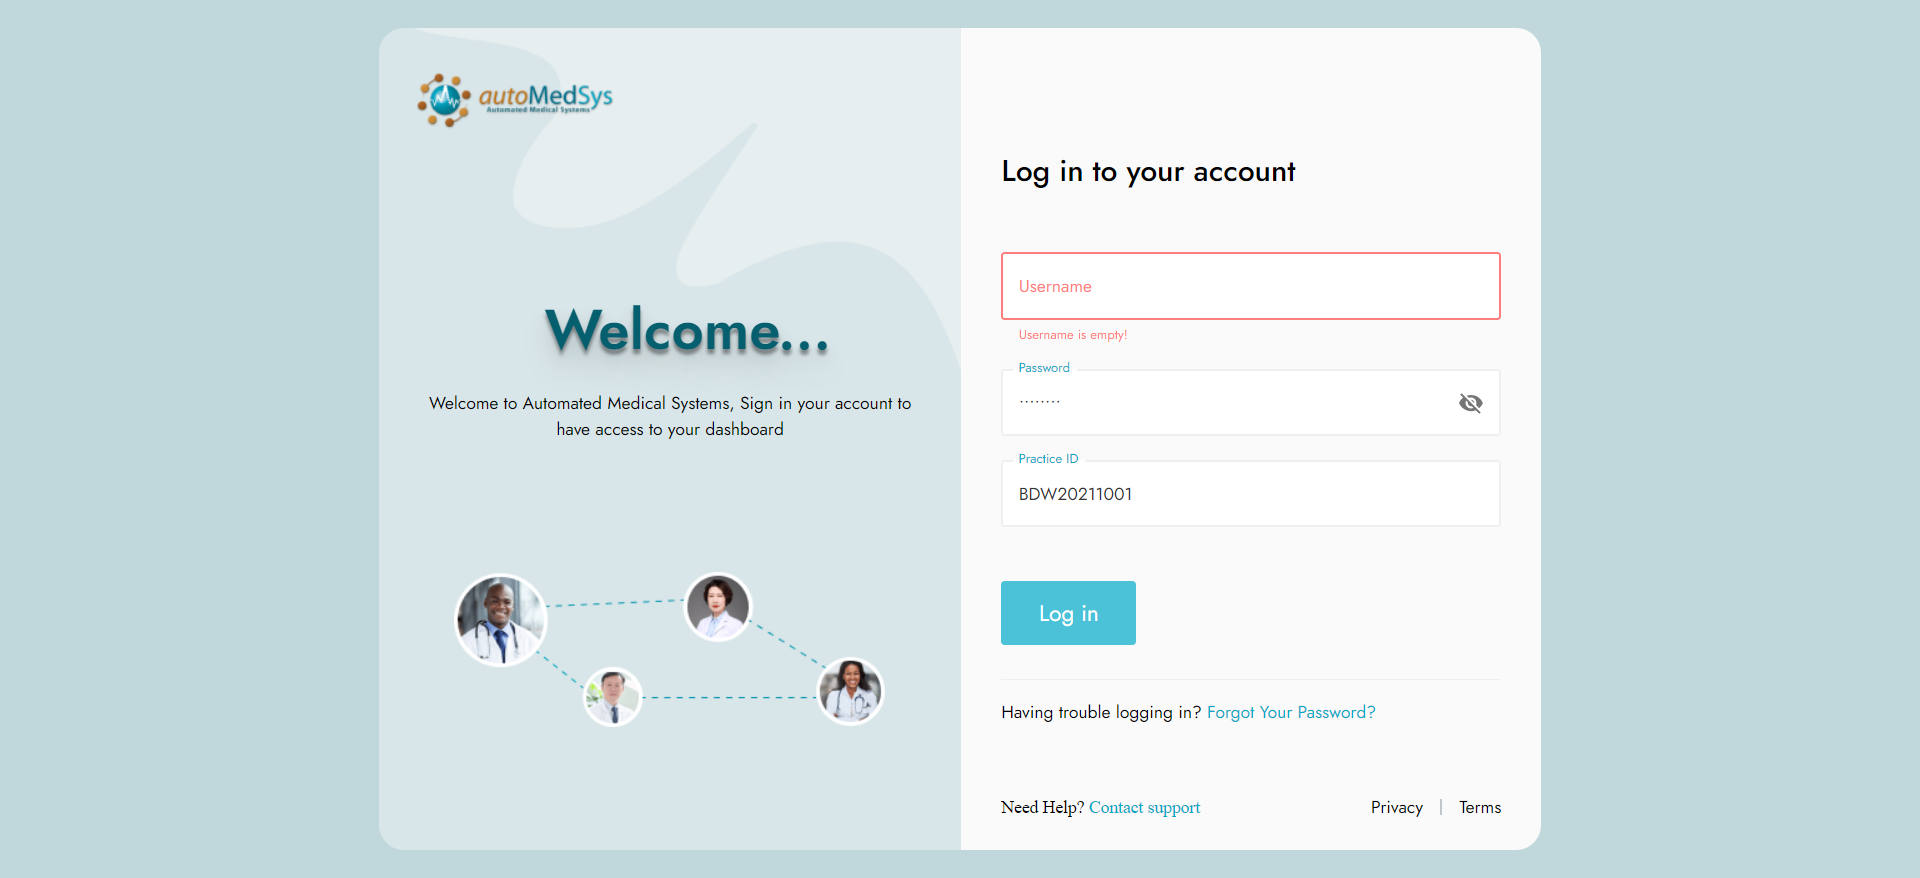 autoMedSys
Automated Medical Systems
Welcome...
Welcome to Automated Medical Systems, Sign in your account to
have access to your dashboard
Log in to your account
Username
Username is empty!
Password
........
Practice ID
BDW20211001
Log in
Having trouble logging in? Forgot Your Password?
Need Help? Contact support
Privacy | Terms